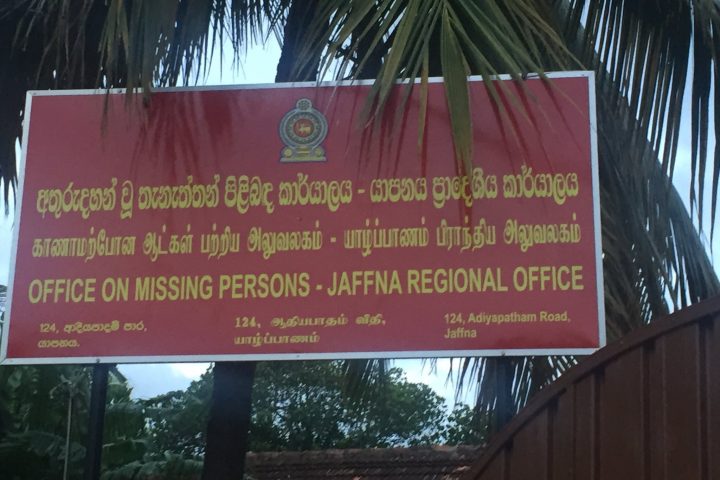 අතුරුදහන් වූ තැනැත්තන් පිළිබඳ කාර්යාලය - යාපනය ප්‍රාදේශීය කාර්යාලය
காணாமற்போன ஆட்கள் பற்றிய அலுவலகம் - யாழ்ப்பாணம் பிராந்திய அலுவலகம்
OFFICE ON MISSING PERSONS - JAFFNA REGIONAL OFFICE
124, ආදියපාදම් පාර,
යාපනය.
124, ஆதியபாதம் வீதி,
யாழ்ப்பாணம்
124, Adiyapatham Road,
Jaffna